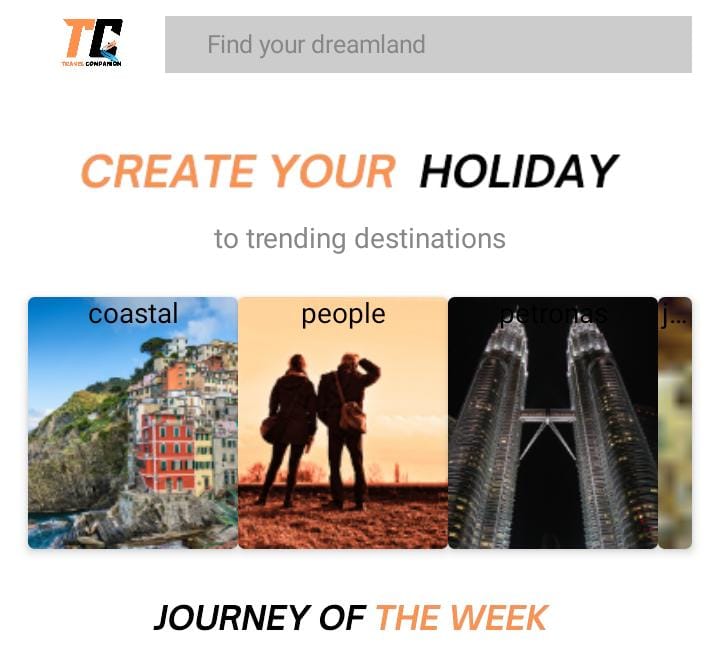 TC
TRAVEL COMPANION
Find your dreamland
CREATE YOUR HOLIDAY
to trending destinations
coastal people petronas j...
JOURNEY OF THE WEEK